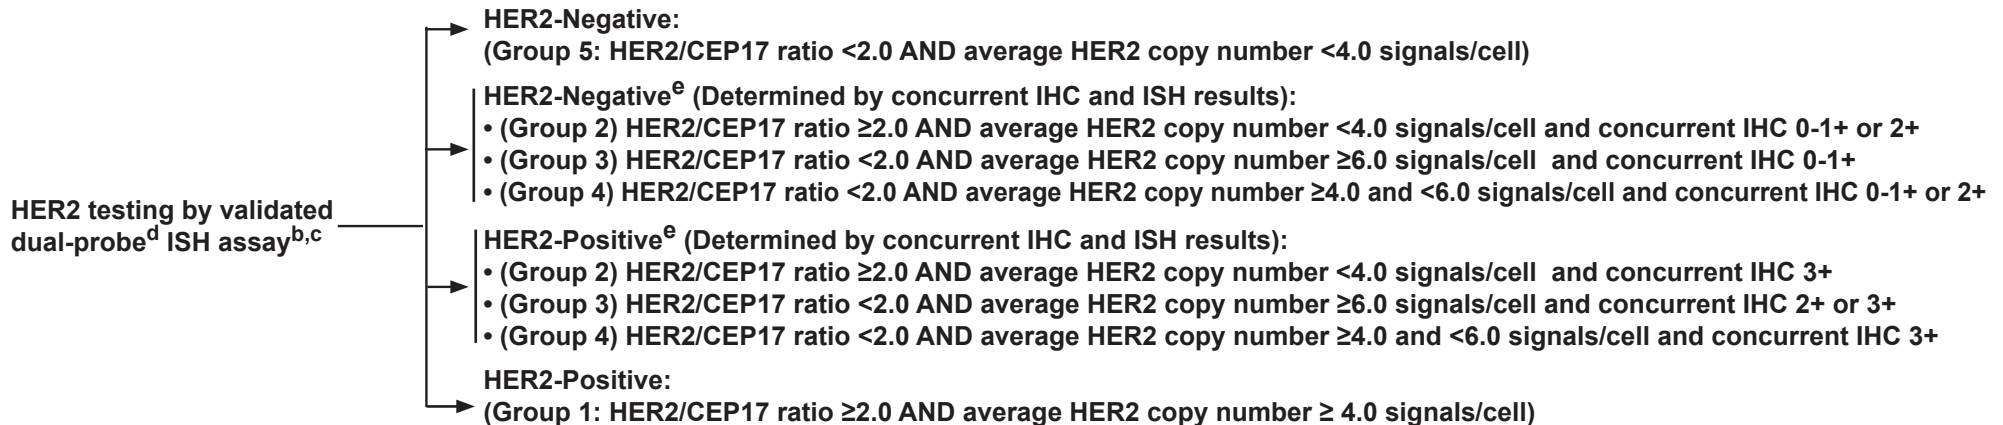 HER2-Negative:
(Group 5: HER2/CEP17 ratio <2.0 AND average HER2 copy number <4.0 signals/cell)
HER2-Negativeᵉ (Determined by concurrent IHC and ISH results):
• (Group 2) HER2/CEP17 ratio ≥2.0 AND average HER2 copy number <4.0 signals/cell and concurrent IHC 0-1+ or 2+
• (Group 3) HER2/CEP17 ratio <2.0 AND average HER2 copy number ≥6.0 signals/cell and concurrent IHC 0-1+
• (Group 4) HER2/CEP17 ratio <2.0 AND average HER2 copy number ≥4.0 and <6.0 signals/cell and concurrent IHC 0-1+ or 2+
HER2 testing by validated
dual-probeᵈ ISH assayᵇ,ᶜ
HER2-Positiveᵉ (Determined by concurrent IHC and ISH results):
• (Group 2) HER2/CEP17 ratio ≥2.0 AND average HER2 copy number <4.0 signals/cell and concurrent IHC 3+
• (Group 3) HER2/CEP17 ratio <2.0 AND average HER2 copy number ≥6.0 signals/cell and concurrent IHC 2+ or 3+
• (Group 4) HER2/CEP17 ratio <2.0 AND average HER2 copy number ≥4.0 and <6.0 signals/cell and concurrent IHC 3+
HER2-Positive:
(Group 1: HER2/CEP17 ratio ≥2.0 AND average HER2 copy number ≥ 4.0 signals/cell)